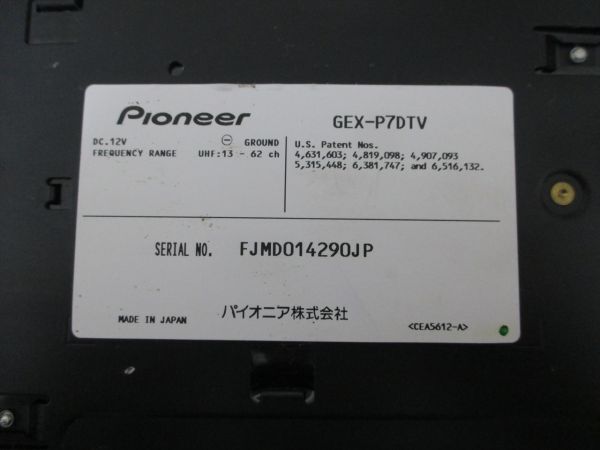 Pioneer
GEX-P7DTV
DC.12V ⊖ GROUND
FREQUENCY RANGE UHF:13 - 62 ch
U.S. Patent Nos.
4,631,603; 4,819,098; 4,907,093
5,315,448; 6,381,747; and 6,516,132.
SERIAL NO. FJMD014290JP
MADE IN JAPAN
パイオニア株式会社
<CEA5612-A>